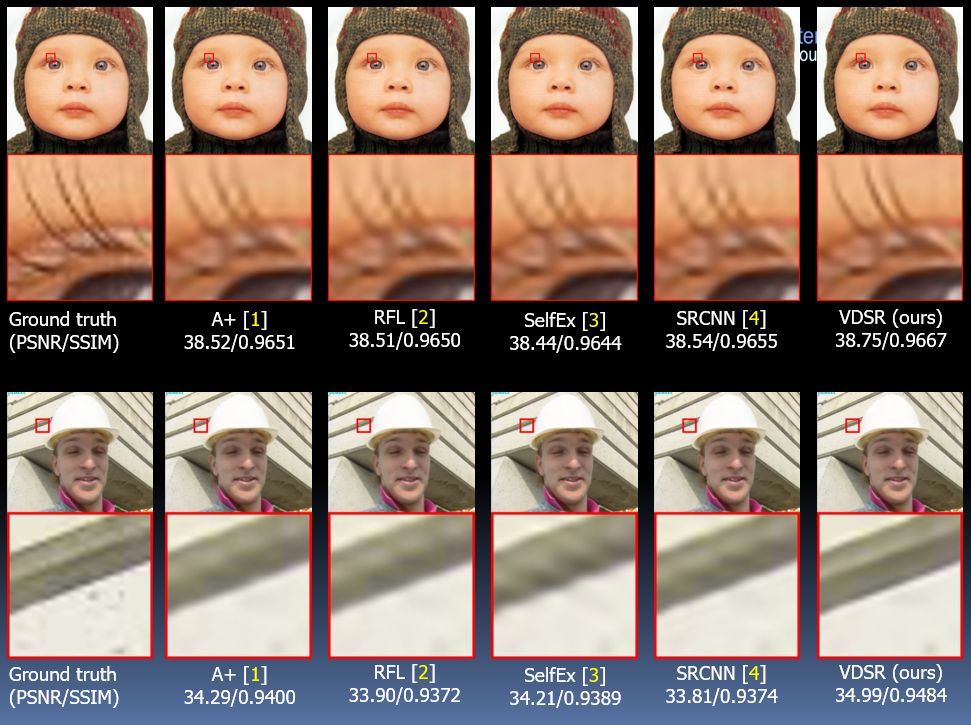 Ground truth
(PSNR/SSIM)
A+ [1]
38.52/0.9651
RFL [2]
38.51/0.9650
SelfEx [3]
38.44/0.9644
SRCNN [4]
38.54/0.9655
VDSR (ours)
38.75/0.9667
Ground truth
(PSNR/SSIM)
A+ [1]
34.29/0.9400
RFL [2]
33.90/0.9372
SelfEx [3]
34.21/0.9389
SRCNN [4]
33.81/0.9374
VDSR (ours)
34.99/0.9484